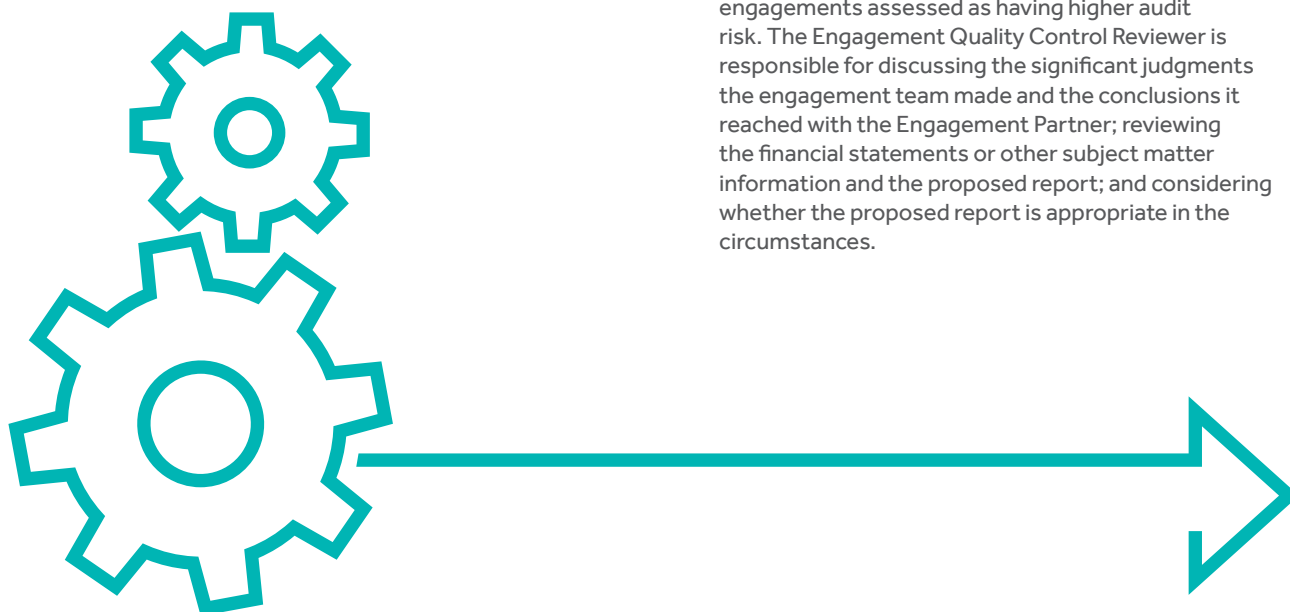 engagements assessed as having higher audit
risk. The Engagement Quality Control Reviewer is
responsible for discussing the significant judgments
the engagement team made and the conclusions it
reached with the Engagement Partner; reviewing
the financial statements or other subject matter
information and the proposed report; and considering
whether the proposed report is appropriate in the
circumstances.